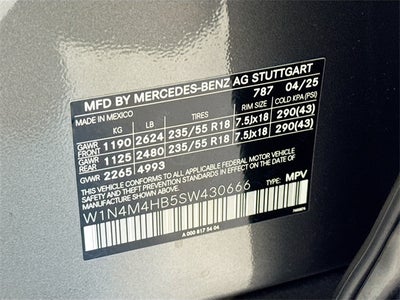 MFD BY MERCEDES-BENZ AG STUTTGART
MADE IN MEXICO 787 04/25
KG LB TIRES RIM SIZE COLD KPA (PSI)
GAWR FRONT 1190 2624 235/55 R18 7.5Jx18 290(43)
GAWR REAR 1125 2480 235/55 R18 7.5Jx18 290(43)
GVWR 2265 4993
THIS VEHICLE CONFORMS TO ALL APPLICABLE FEDERAL MOTOR VEHICLE
SAFETY, BUMPER, AND THEFT PREVENTION STANDARDS IN
EFFECT ON THE DATE OF MANUFACTURE SHOWN ABOVE.
W1N4M4HB5SW430666 TYPE: MPV
A 000 817 54 04